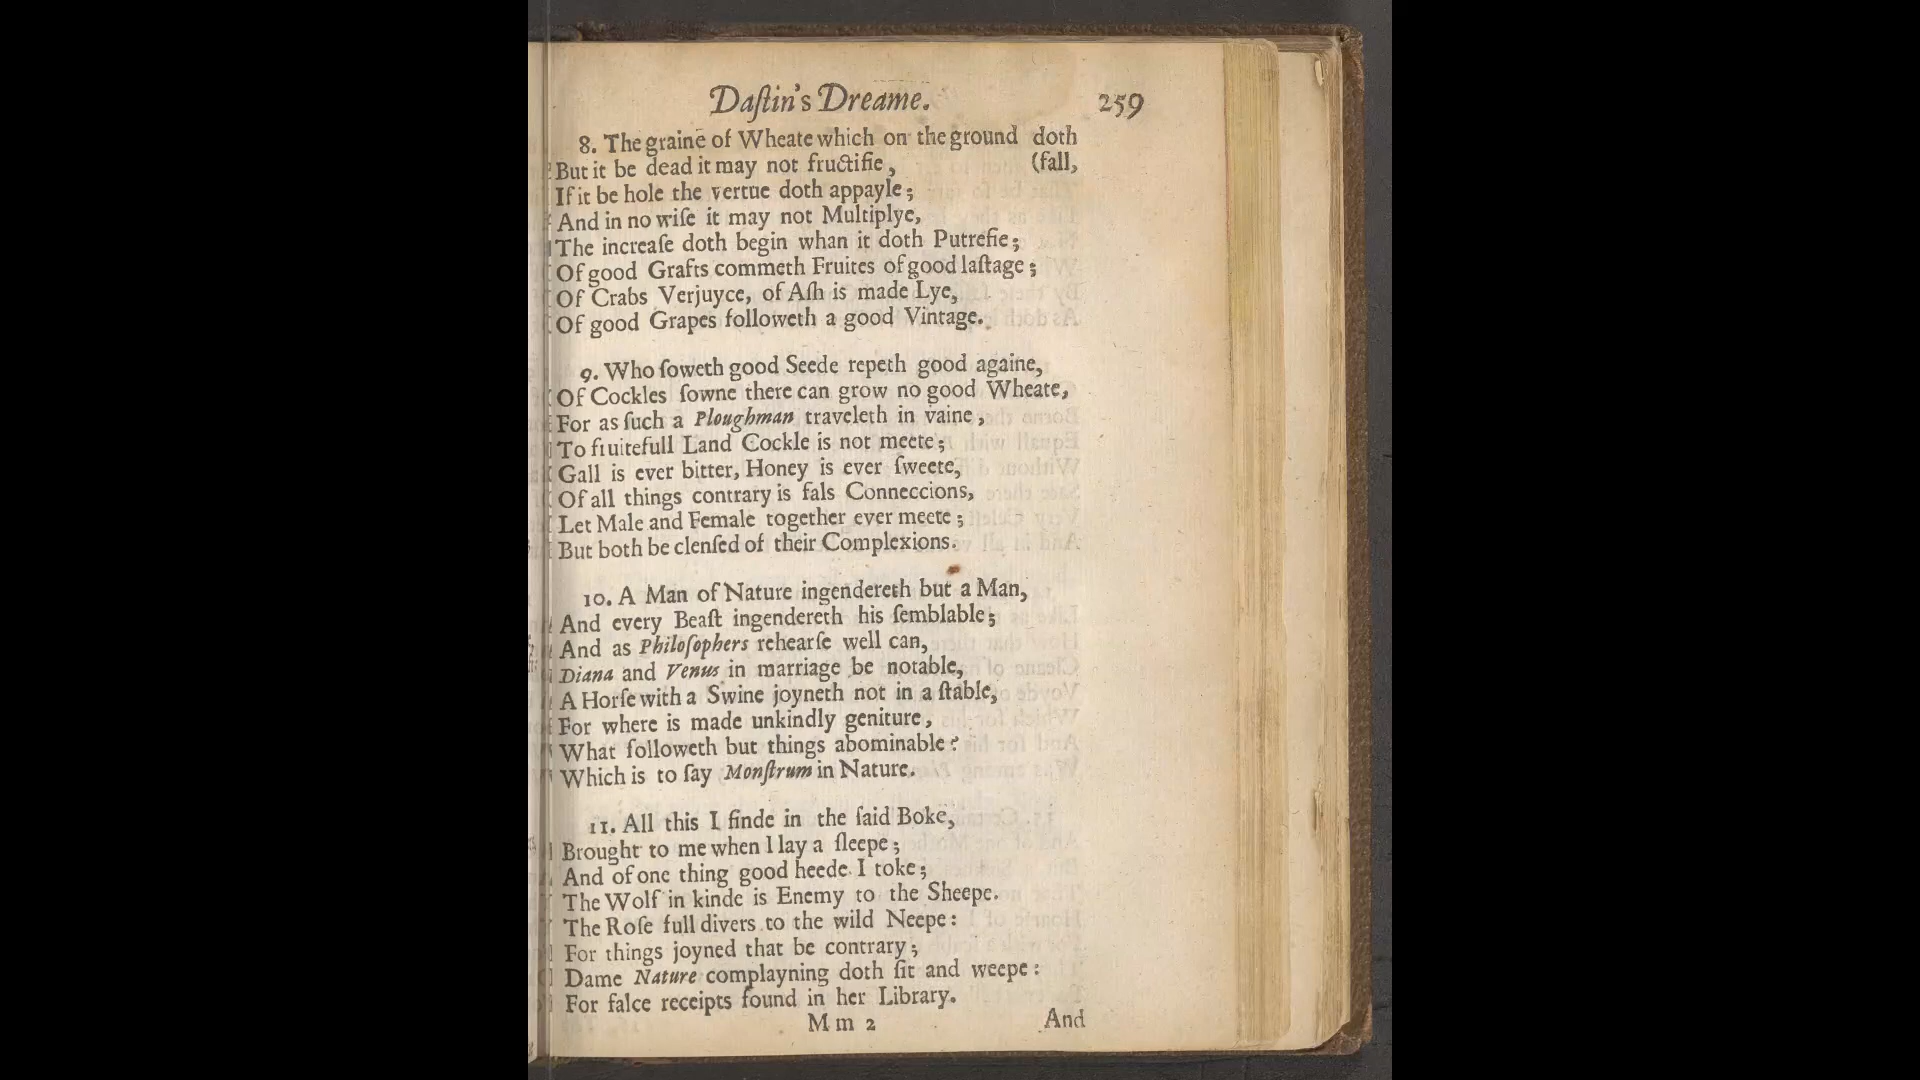 Daſtin's Dreame. 259
8. The graine of Wheate which on the ground doth
But it be dead it may not fructifie, (fall,
If it be hole the vertue doth appayle;
And in no wiſe it may not Multiplye,
The increaſe doth begin whan it doth Putrefie;
Of good Grafts commeth Fruites of good laſtage;
Of Crabs Verjuyce, of Aſh is made Lye,
Of good Grapes followeth a good Vintage.
9. Who ſoweth good Seede repeth good againe,
Of Cockles ſowne there can grow no good Wheate,
For as ſuch a Ploughman traveleth in vaine,
To fruitefull Land Cockle is not meete;
Gall is ever bitter, Honey is ever ſweete,
Of all things contrary is fals Conneccions,
Let Male and Female together ever meete;
But both be clenſed of their Complexions.
10. A Man of Nature ingendereth but a Man,
And every Beaſt ingendereth his ſemblable;
And as Philoſophers rehearſe well can,
Diana and Venus in marriage be notable,
A Horſe with a Swine joyneth not in a ſtable,
For where is made unkindly geniture,
What followeth but things abominable?
Which is to ſay Monſtrum in Nature.
11. All this I finde in the ſaid Boke,
Brought to me when I lay a ſleepe;
And of one thing good heede I toke;
The Wolf in kinde is Enemy to the Sheepe.
The Roſe full divers to the wild Neepe:
For things joyned that be contrary;
Dame Nature complayning doth ſit and weepe:
For falce receipts found in her Library.
M m 2 And